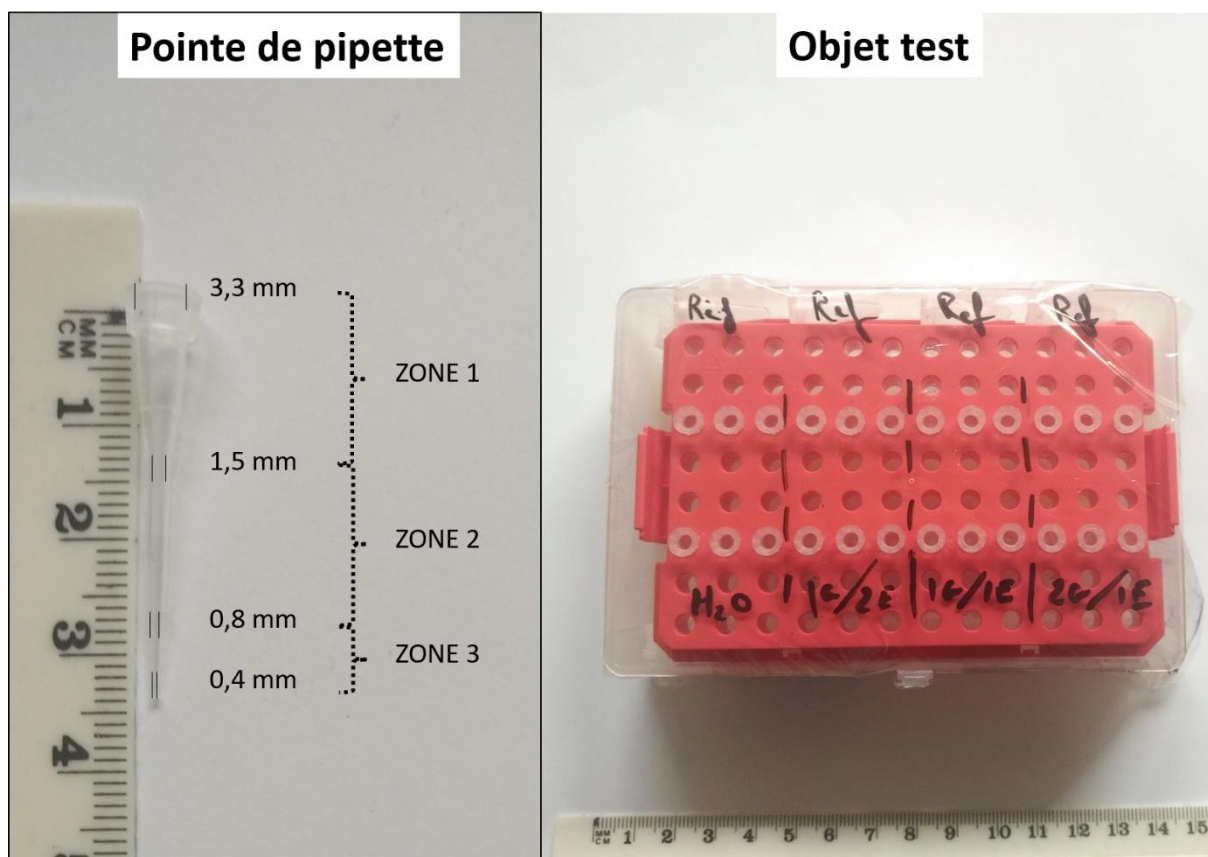 Pointe de pipette
3,3 mm
ZONE 1
1,5 mm
ZONE 2
0,8 mm
ZONE 3
0,4 mm
MM
CM
1
2
3
4
Objet test
Ref Ref Ref Ref
H₂O 1G/2E 1G/1E 2G/1E
MM
CM 1 2 3 4 5 6 7 8 9 10 11 12 13 14 15